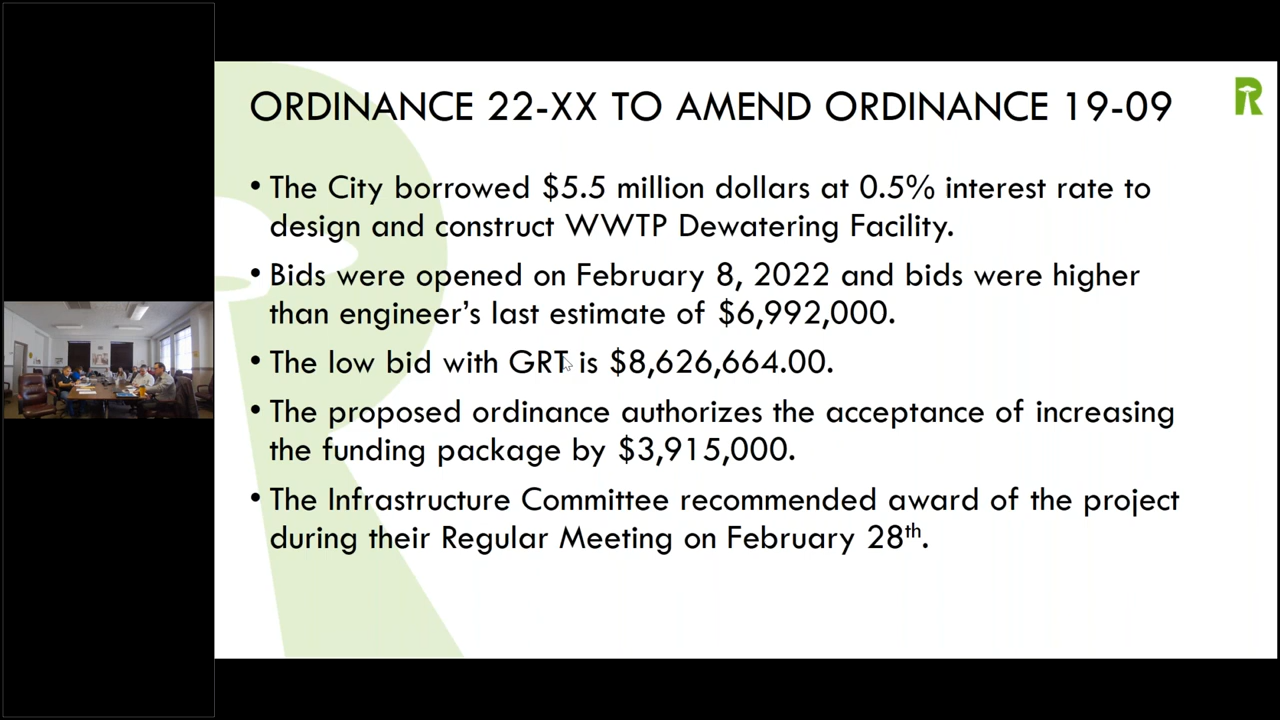 ORDINANCE 22-XX TO AMEND ORDINANCE 19-09
• The City borrowed $5.5 million dollars at 0.5% interest rate to
design and construct WWTP Dewatering Facility.
• Bids were opened on February 8, 2022 and bids were higher
than engineer's last estimate of $6,992,000.
• The low bid with GRT is $8,626,664.00.
• The proposed ordinance authorizes the acceptance of increasing
the funding package by $3,915,000.
• The Infrastructure Committee recommended award of the project
during their Regular Meeting on February 28th.
R